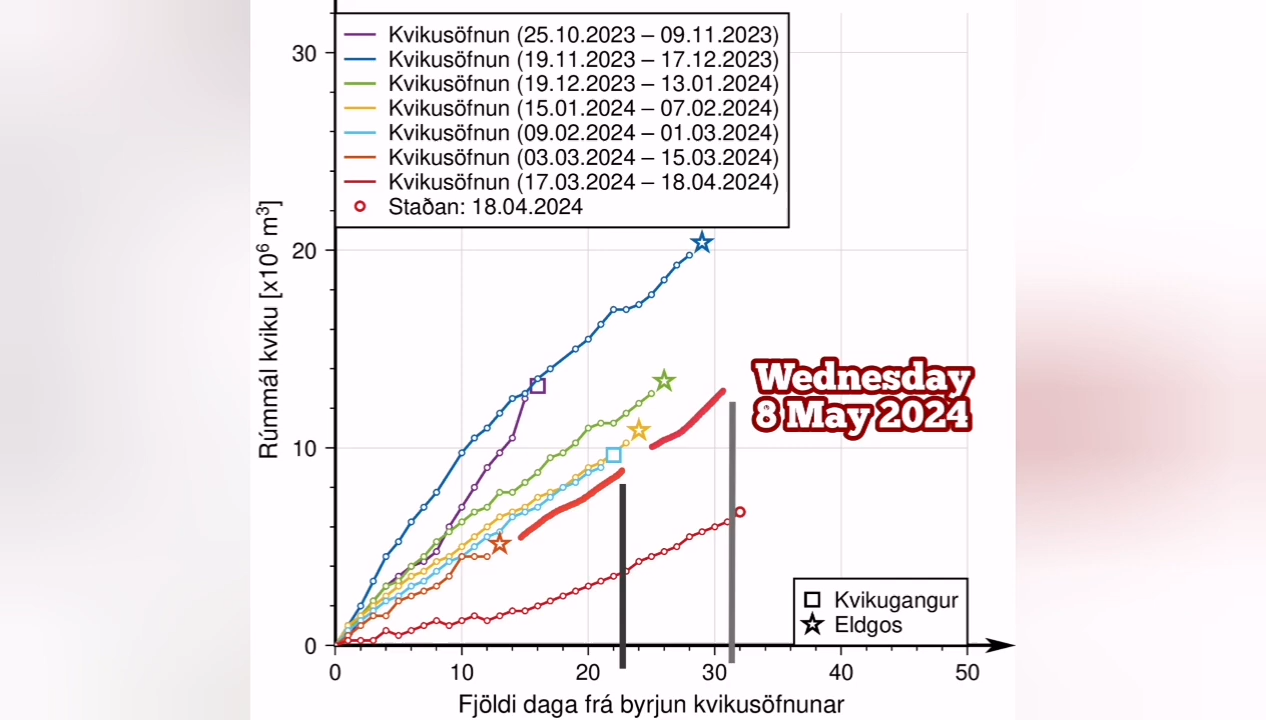 Kvikusöfnun (25.10.2023 – 09.11.2023)
Kvikusöfnun (19.11.2023 – 17.12.2023)
Kvikusöfnun (19.12.2023 – 13.01.2024)
Kvikusöfnun (15.01.2024 – 07.02.2024)
Kvikusöfnun (09.02.2024 – 01.03.2024)
Kvikusöfnun (03.03.2024 – 15.03.2024)
Kvikusöfnun (17.03.2024 – 18.04.2024)
Staðan: 18.04.2024
Rúmmál kviku [x10⁶ m³]
30
20
10
0
Wednesday
8 May 2024
Kvikugangur
Eldgos
0 10 20 30 40 50
Fjöldi daga frá byrjun kvikusöfnunar